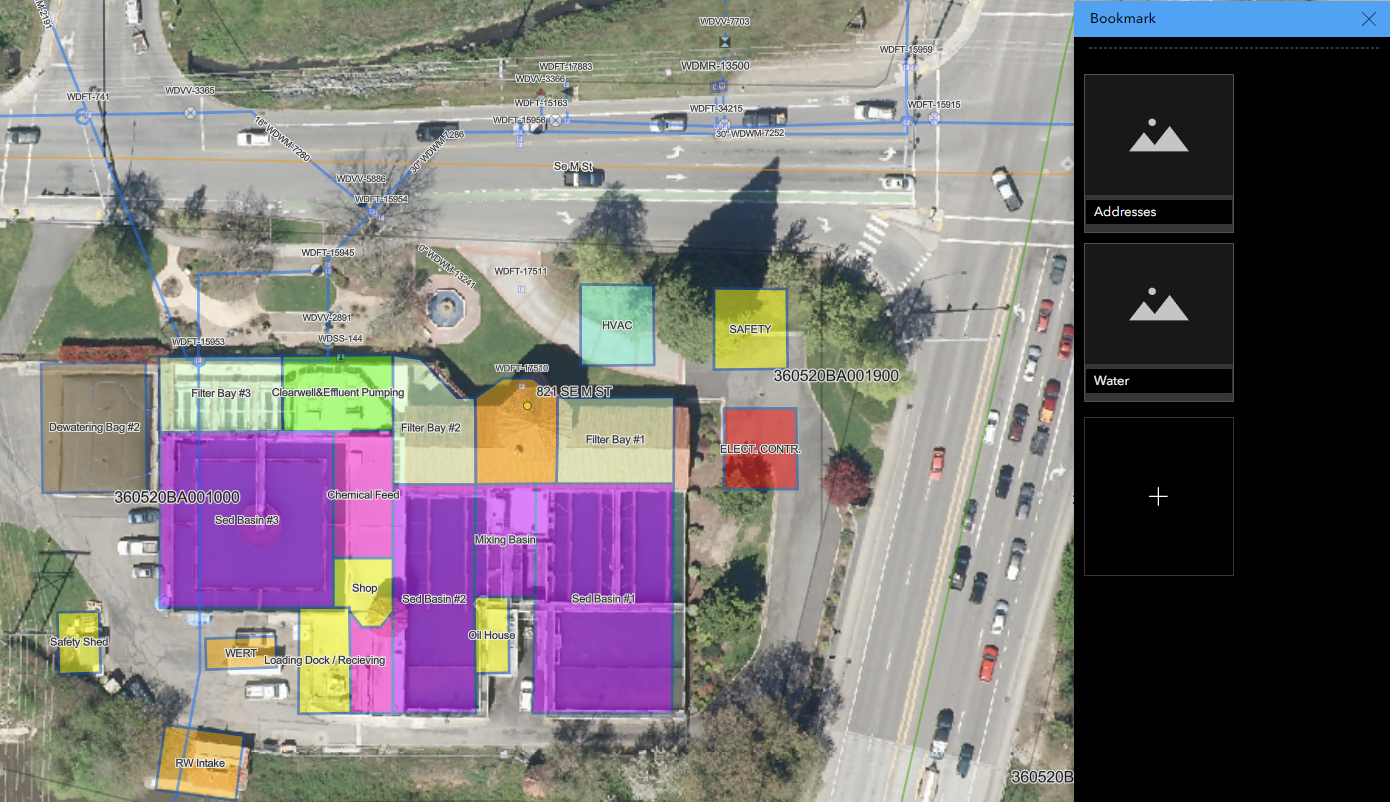 M-2191
WDVV-7703
Bookmark
WDVV-3365
WDFT-741
WDFT-17883
WDVV-3366
WDMR-13500
WDFT-15959
WDFT-15163
WDFT-15956
WDFT-34215
WDFT-15915
16" WDWM-7280
30" WDWM-7252
Se M St
WDVV-5886
WDFT-15954
WDFT-15945
0" WDWM-13241
WDFT-17511
Addresses
WDVV-2891
WDSS-144
WDFT-15953
HVAC
SAFETY
WDFT-17510
360520BA001900
Water
821 SE M ST
Filter Bay #3
Clearwell&Effluent Pumping
Dewatering Bag #2
Filter Bay #2
Filter Bay #1
ELECT. CONTR.
360520BA001000
Chemical Feed
Sed Basin #3
Mixing Basin
Shop
Sed Basin #2
Sed Basin #1
Safety Shed
Oil House
WERT
Loading Dock / Recieving
RW Intake
360520B